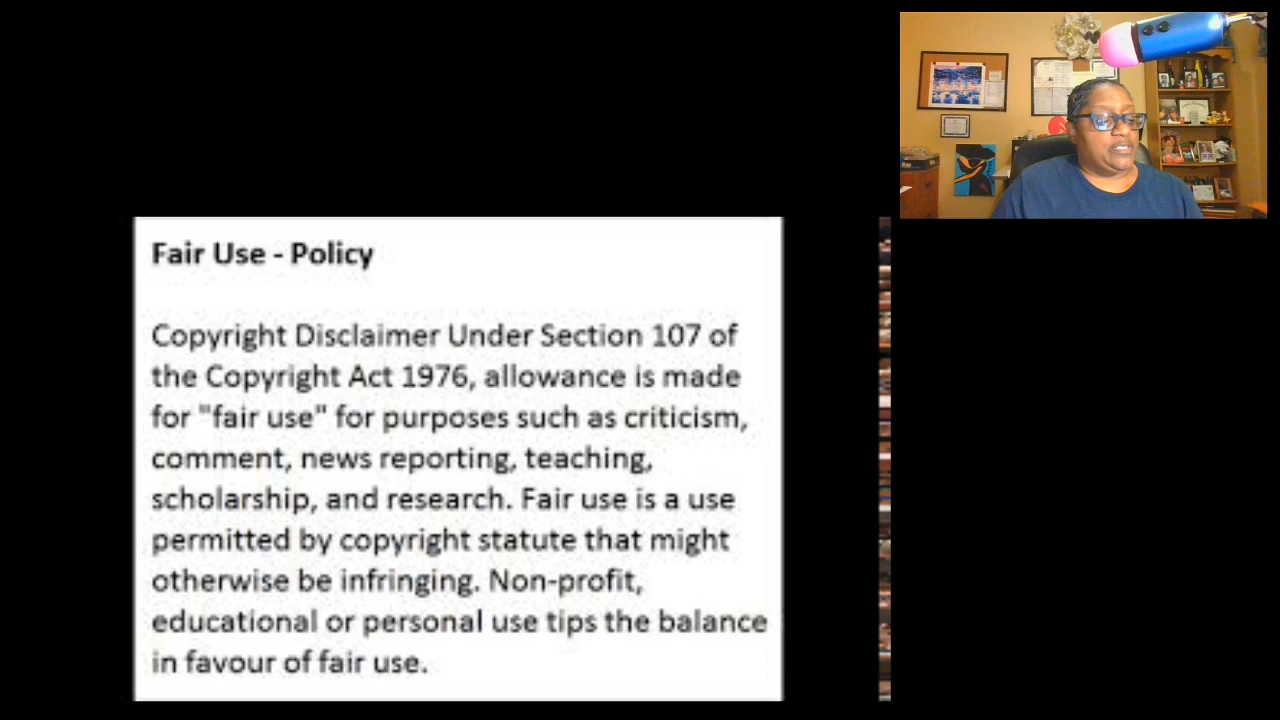 Fair Use - Policy
Copyright Disclaimer Under Section 107 of
the Copyright Act 1976, allowance is made
for "fair use" for purposes such as criticism,
comment, news reporting, teaching,
scholarship, and research. Fair use is a use
permitted by copyright statute that might
otherwise be infringing. Non-profit,
educational or personal use tips the balance
in favour of fair use.